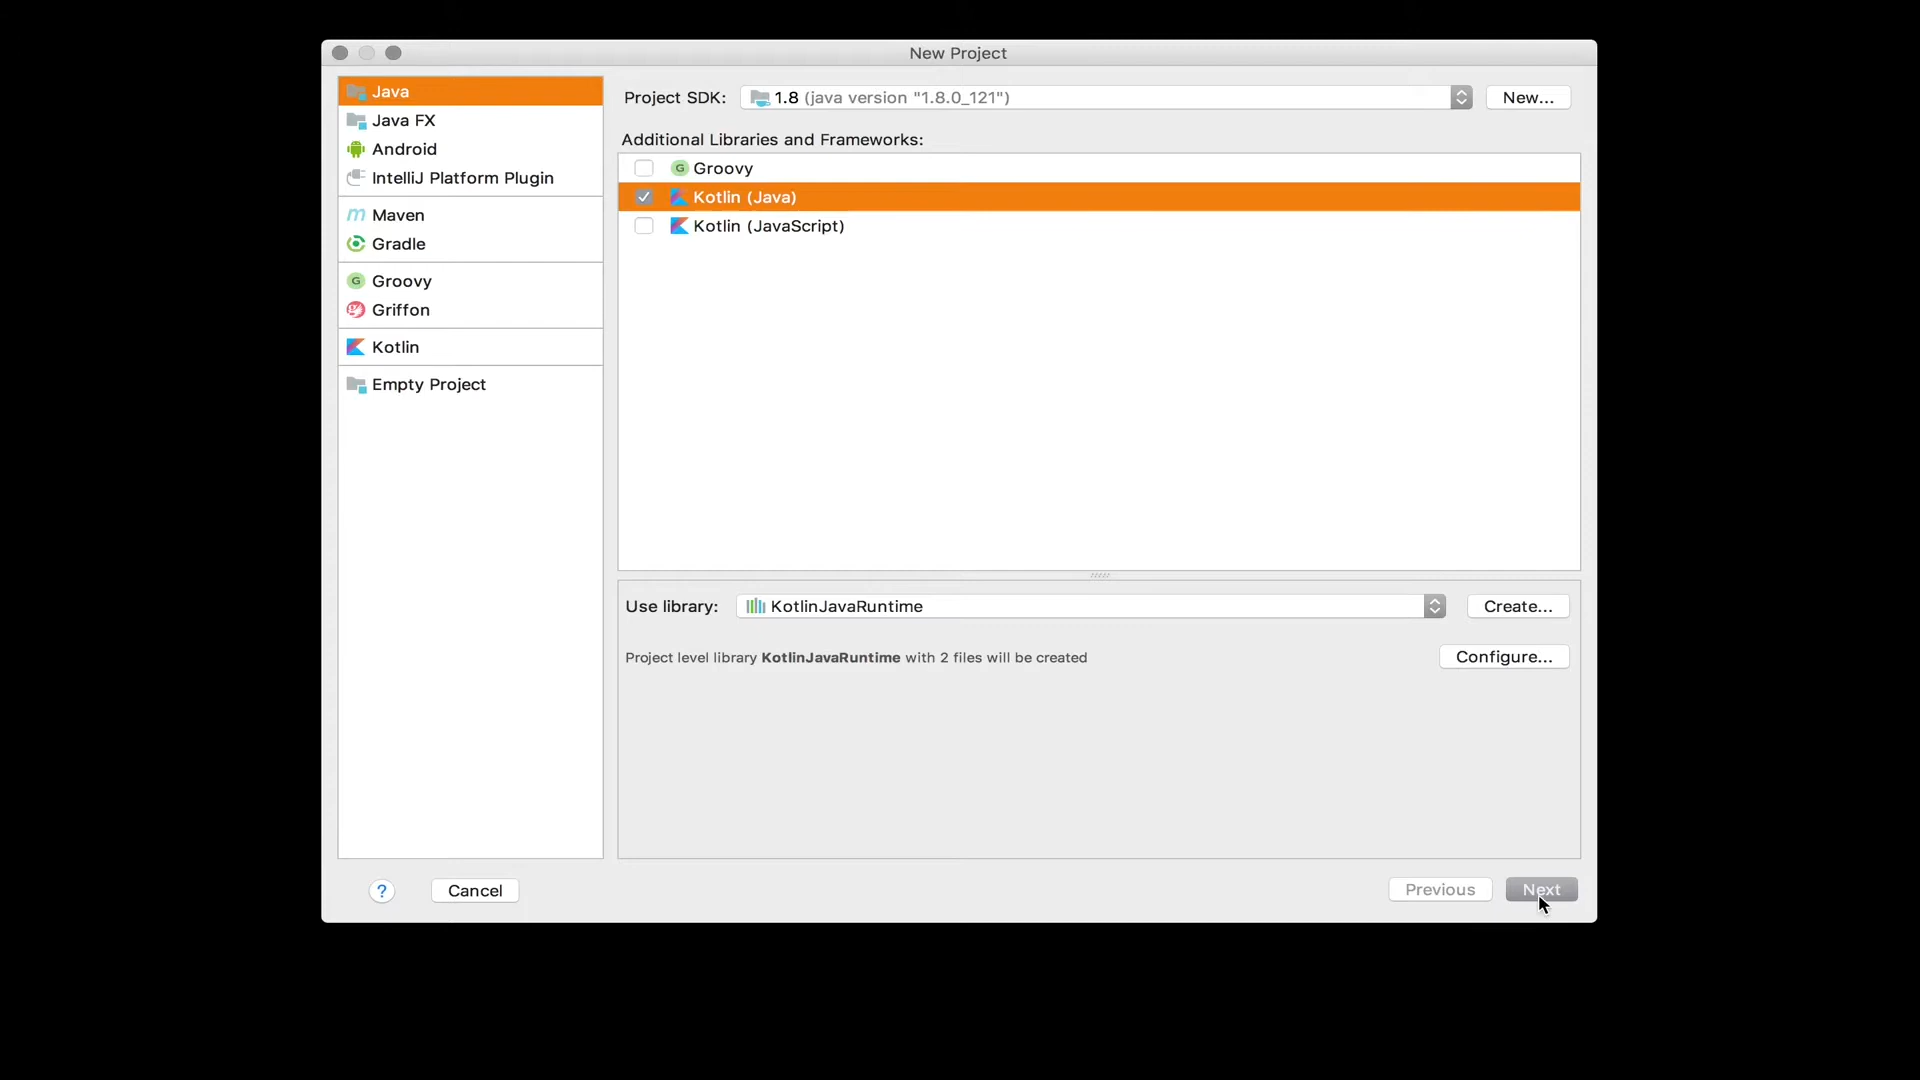 New Project
Java
Java FX
Android
IntelliJ Platform Plugin
Maven
Gradle
Groovy
Griffon
Kotlin
Empty Project
Project SDK: 1.8 (java version "1.8.0_121") New...
Additional Libraries and Frameworks:
Groovy
Kotlin (Java)
Kotlin (JavaScript)
Use library: KotlinJavaRuntime Create...
Project level library KotlinJavaRuntime with 2 files will be created Configure...
? Cancel Previous Next